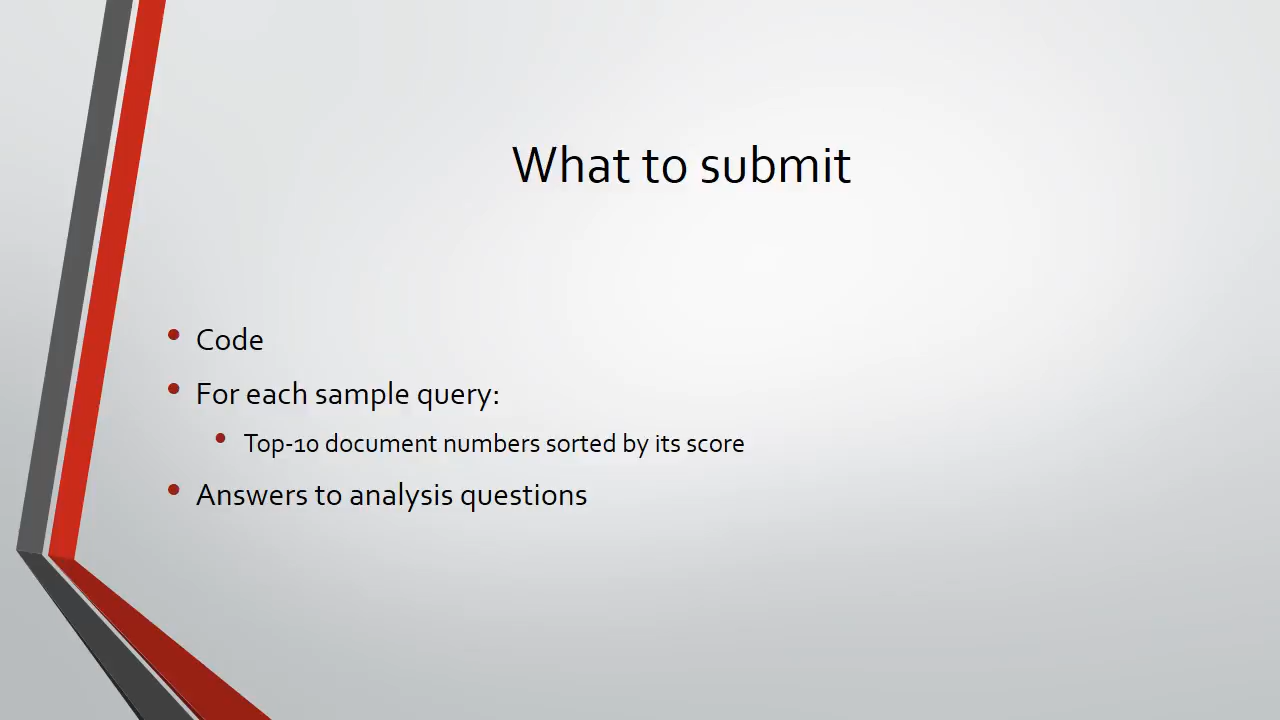 What to submit
• Code
• For each sample query:
• Top-10 document numbers sorted by its score
• Answers to analysis questions